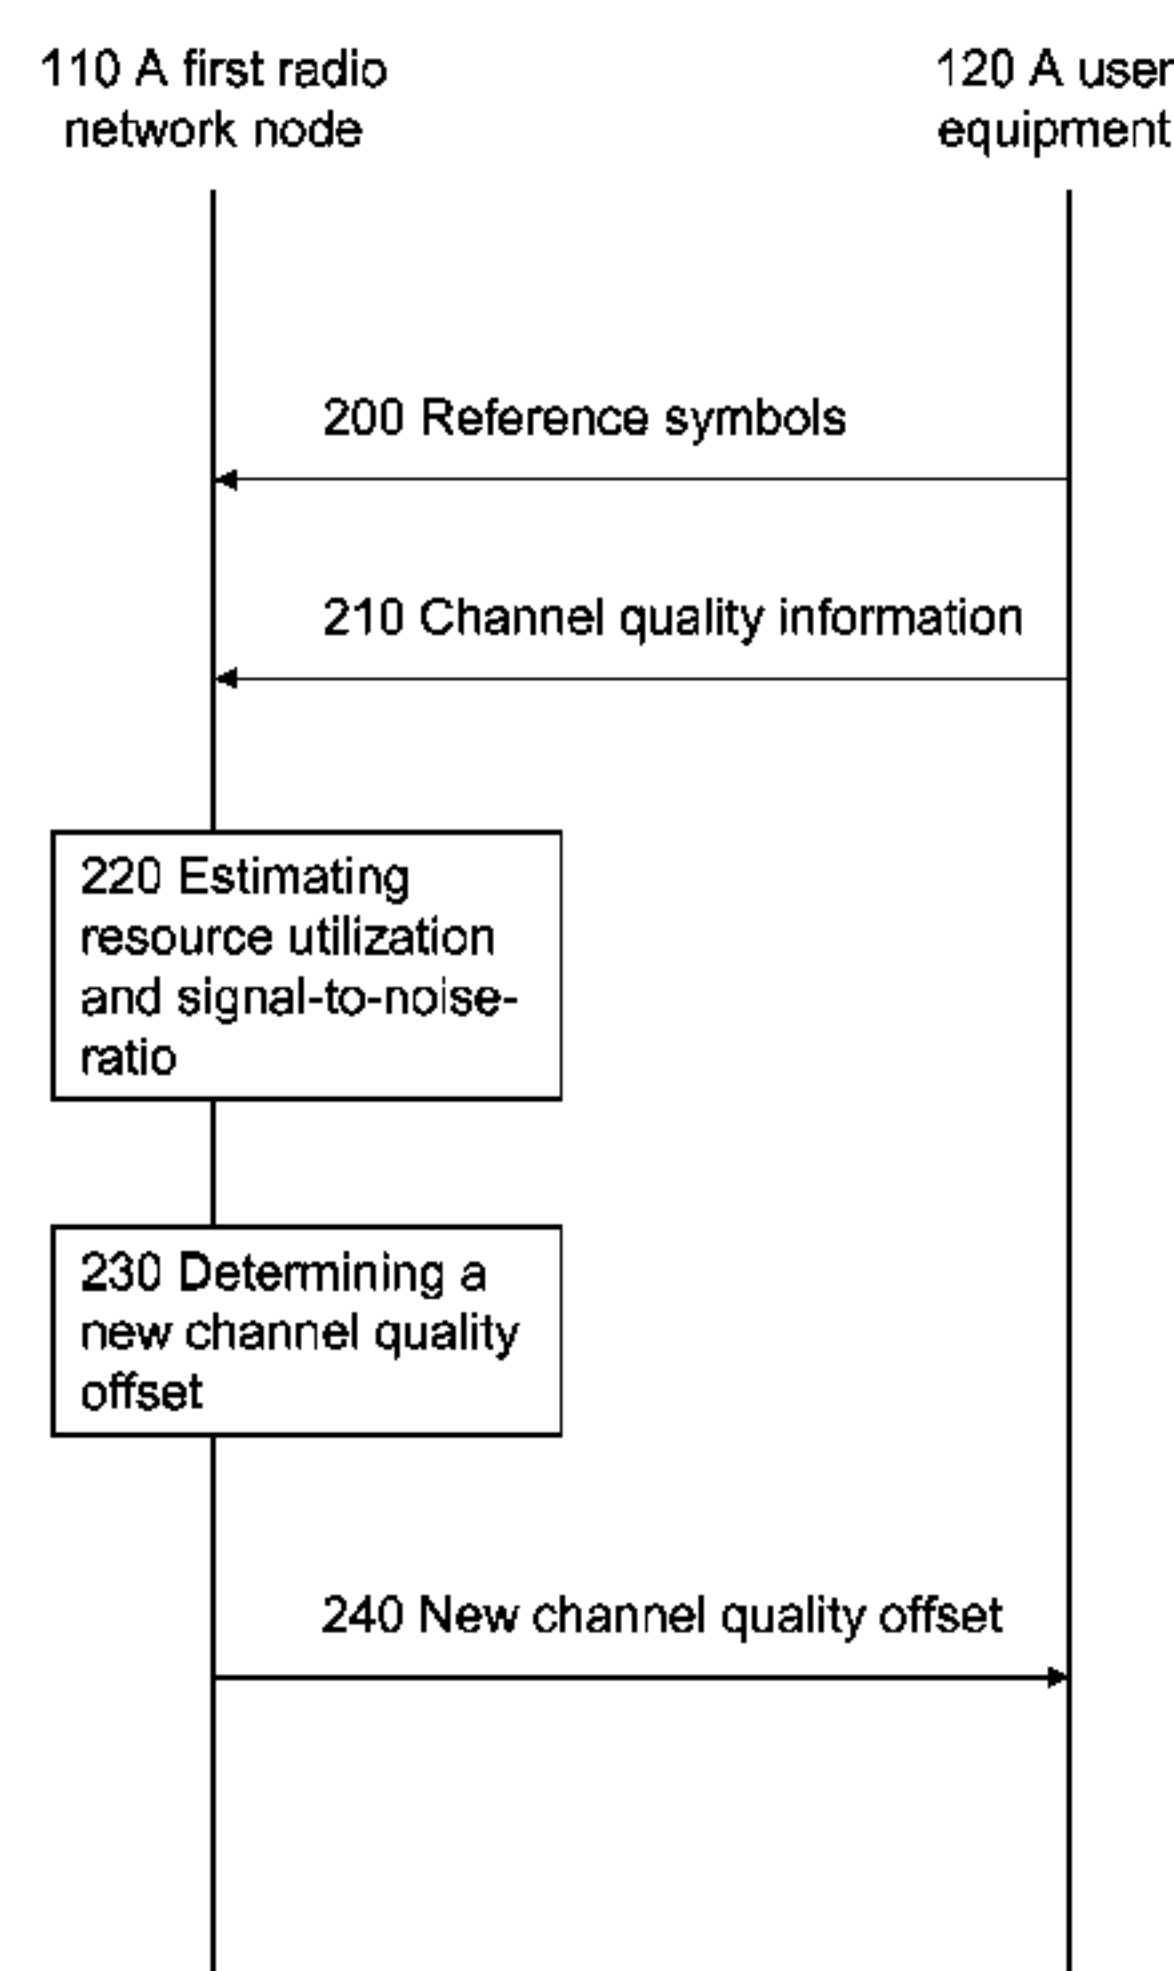 110 A first radio
network node
120 A user
equipment
200 Reference symbols
210 Channel quality information
220 Estimating
resource utilization
and signal-to-noise-
ratio
230 Determining a
new channel quality
offset
240 New channel quality offset